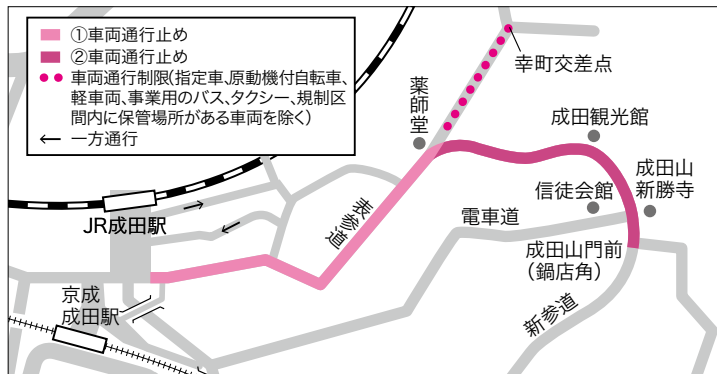 ①車両通行止め
②車両通行止め
車両通行制限(指定車、原動機付自転車、
軽車両、事業用のバス、タクシー、規制区
間内に保管場所がある車両を除く)
一方通行
幸町交差点
薬師堂
成田観光館
成田山
新勝寺
信徒会館
電車道
表参道
JR成田駅
成田山門前
(鍋店角)
新参道
京成
成田駅